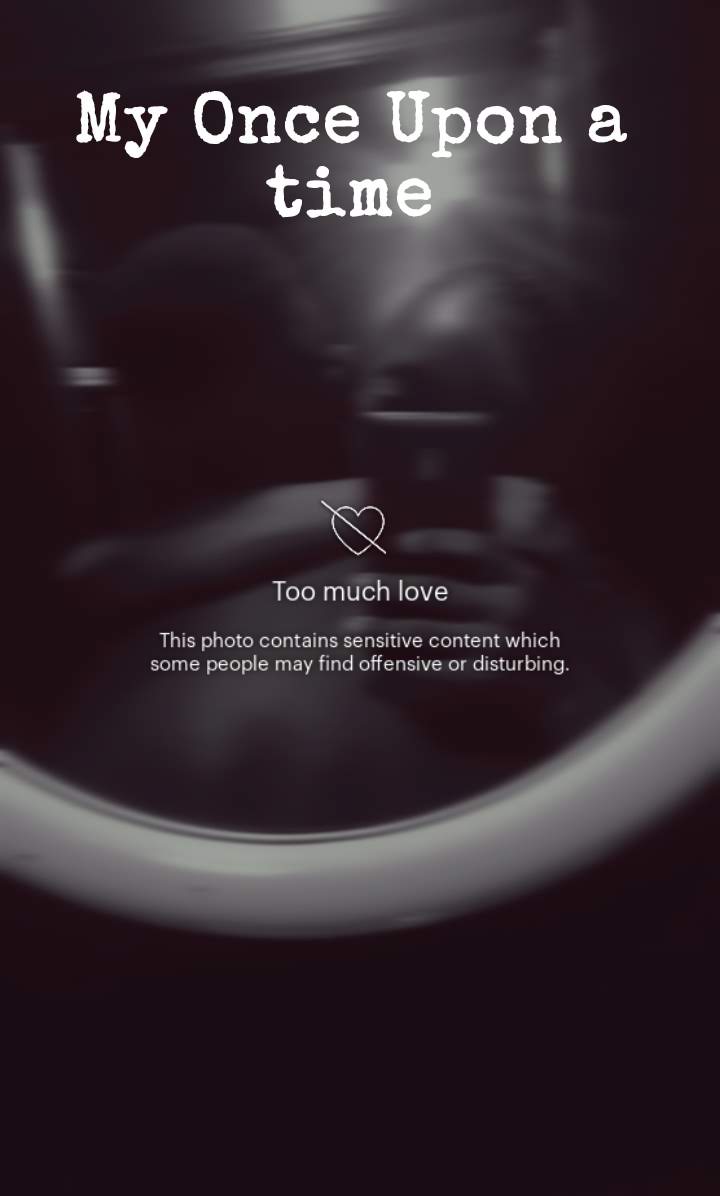 My Once Upon a
time
Too much love
This photo contains sensitive content which
some people may find offensive or disturbing.